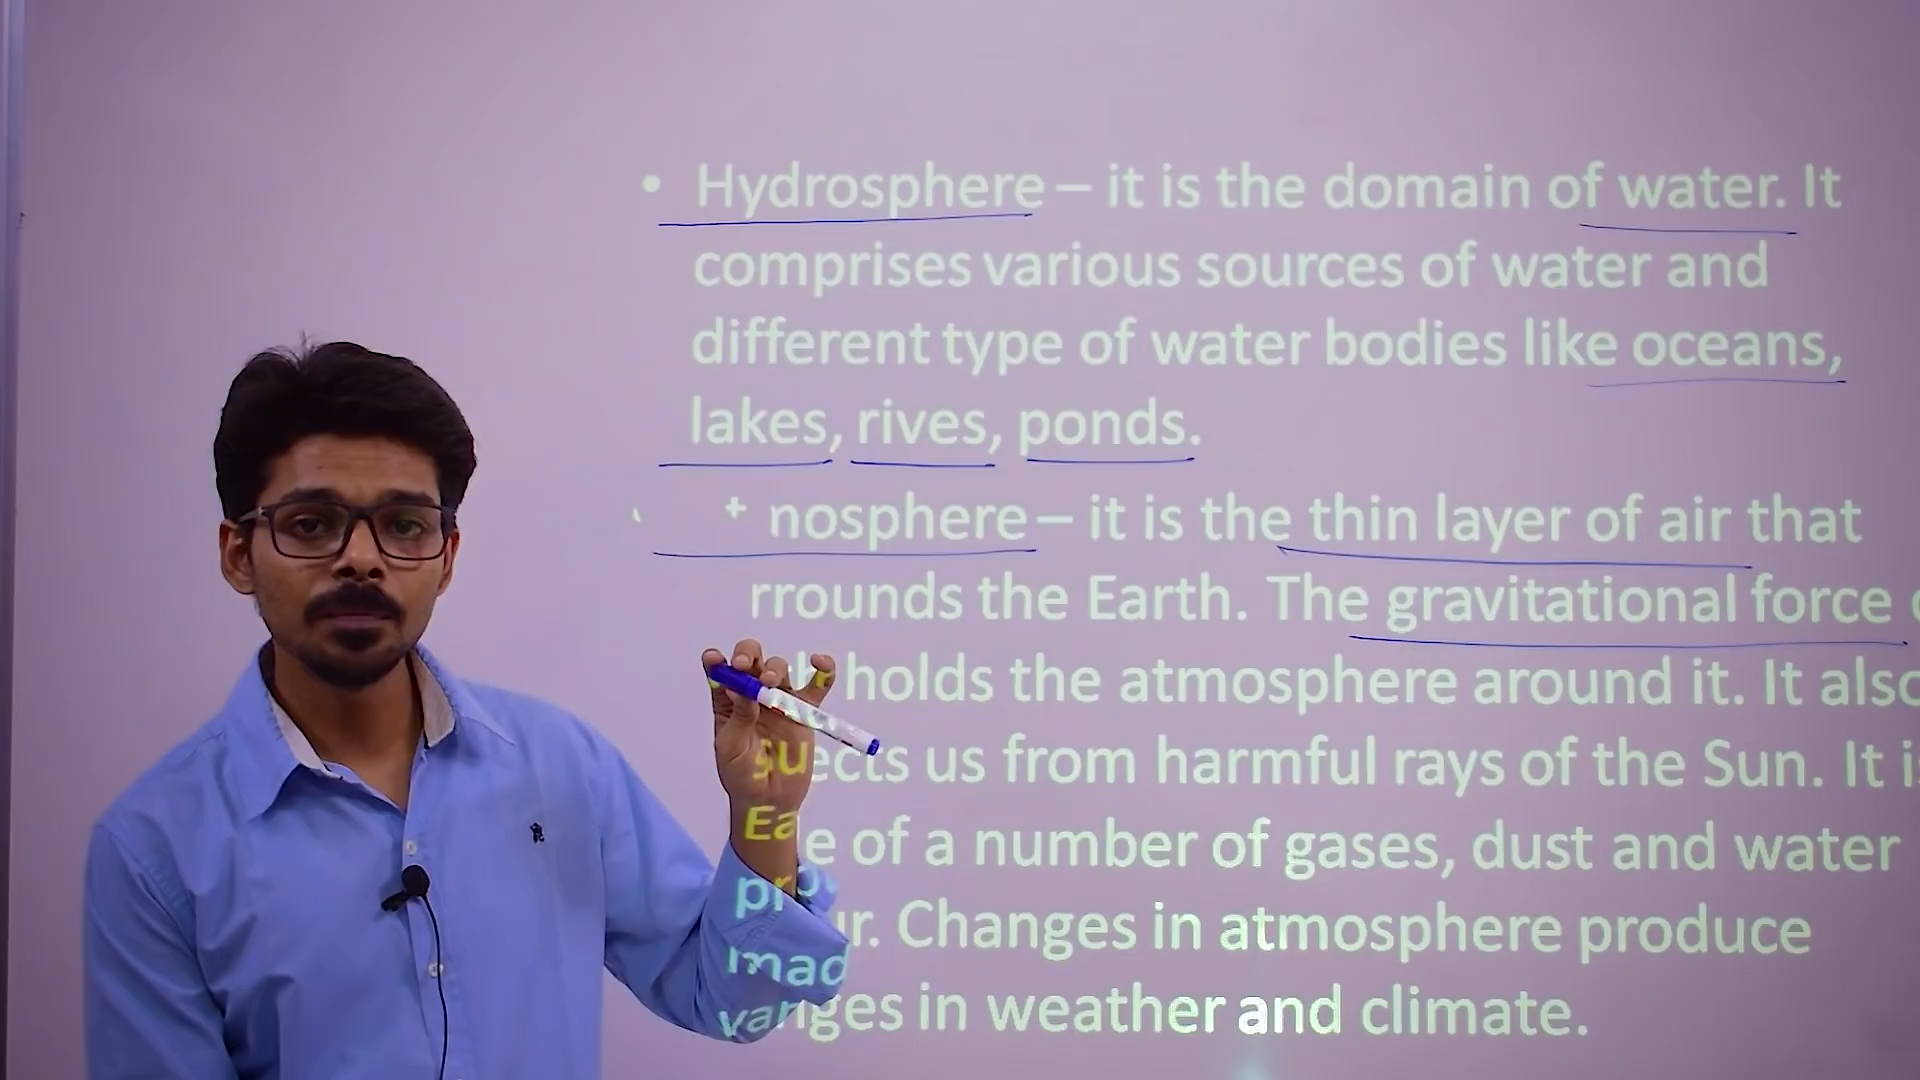 • Hydrosphere – it is the domain of water. It
comprises various sources of water and
different type of water bodies like oceans,
lakes, rives, ponds.
nosphere – it is the thin layer of air that
rrounds the Earth. The gravitational force
holds the atmosphere around it. It also
ects us from harmful rays of the Sun. It is
e of a number of gases, dust and water
ur. Changes in atmosphere produce
nges in weather and climate.